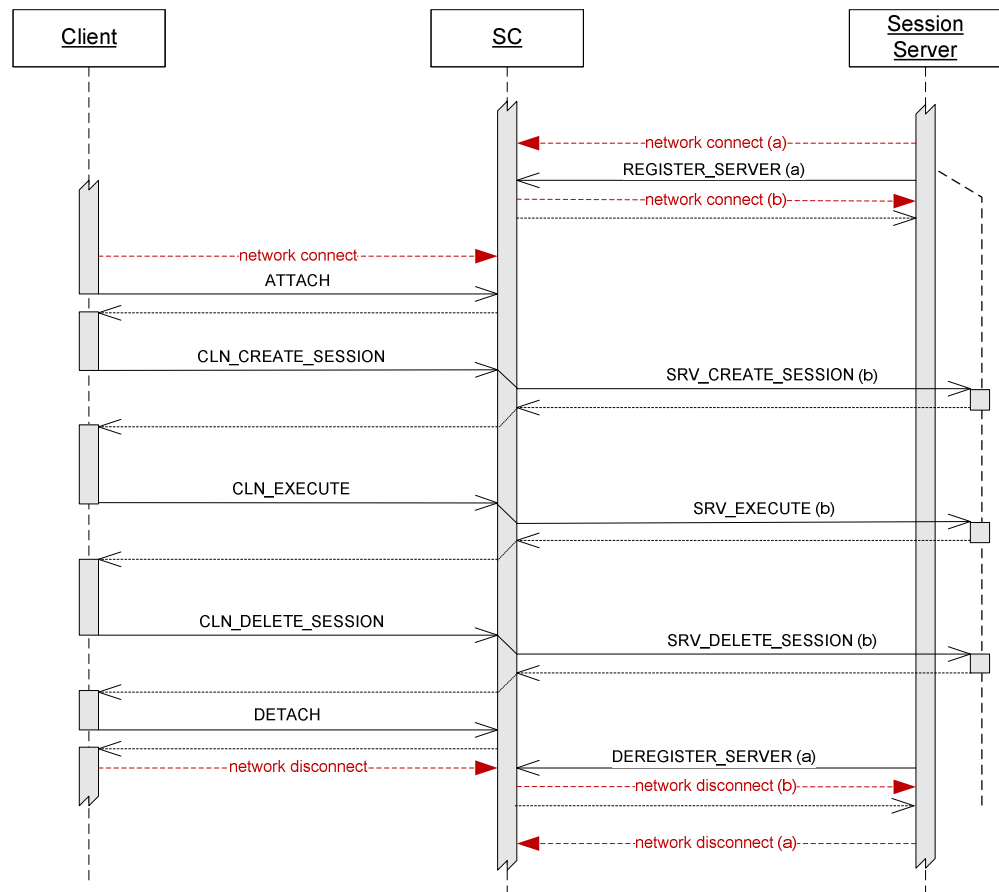 Client
SC
Session
Server
network connect (a)
REGISTER_SERVER (a)
network connect (b)
network connect
ATTACH
CLN_CREATE_SESSION
SRV_CREATE_SESSION (b)
CLN_EXECUTE
SRV_EXECUTE (b)
CLN_DELETE_SESSION
SRV_DELETE_SESSION (b)
DETACH
DEREGISTER_SERVER (a)
network disconnect
network disconnect (b)
network disconnect (a)